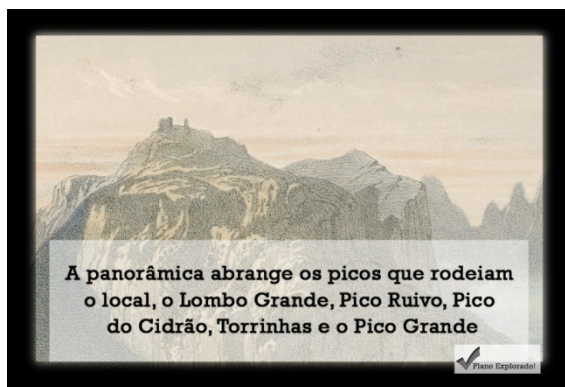 A panorâmica abrange os picos que rodeiam
o local, o Lombo Grande, Pico Ruivo, Pico
do Cidrão, Torrinhas e o Pico Grande
Plano Explorado!